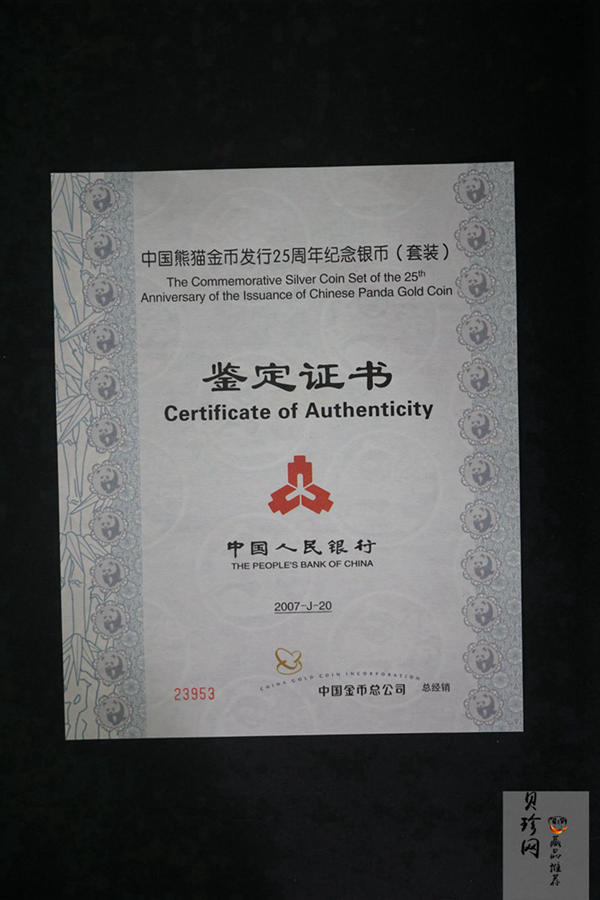 中国熊猫金币发行25周年纪念银币（套装）
The Commemorative Silver Coin Set of the 25th
Anniversary of the Issuance of Chinese Panda Gold Coin
鉴定证书
Certificate of Authenticity
中国人民银行
THE PEOPLE'S BANK OF CHINA
2007-J-20
CHINA GOLD COIN INCORPORATION
23953
中国金币总公司 总经销
贝珍网
藏品推荐